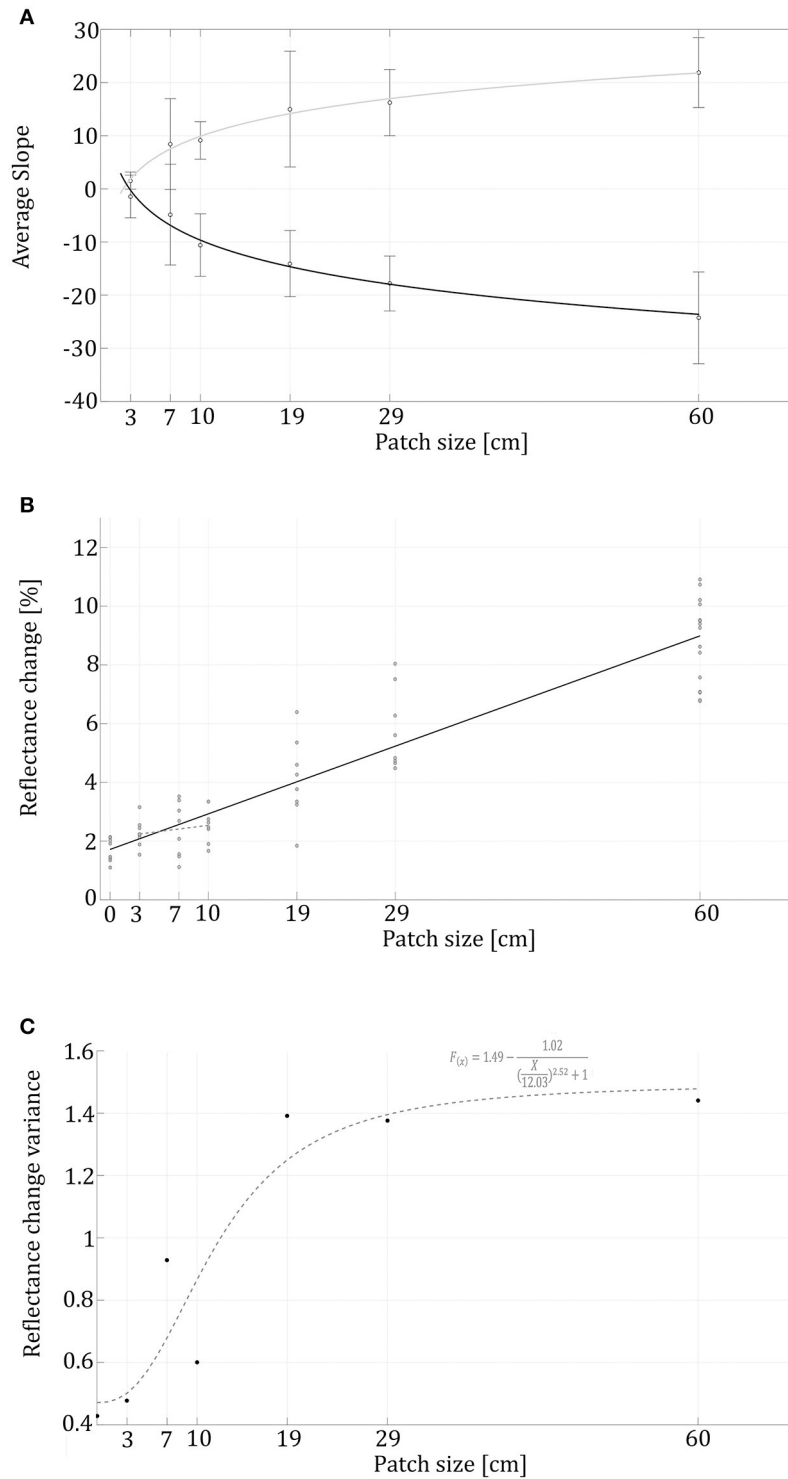 A
30
20
10
0
-10
-20
-30
-40
Average Slope
3 7 10 19 29 60
Patch size [cm]
B
12
10
8
6
4
2
0
Reflectance change [%]
0 3 7 10 19 29 60
Patch size [cm]
C
1.6
1.4
1.2
1
0.8
0.6
0.4
Reflectance change variance
F(x) = 1.49 − 1.02 / ((X / 12.03)^2.52 + 1)
3 7 10 19 29 60
Patch size [cm]